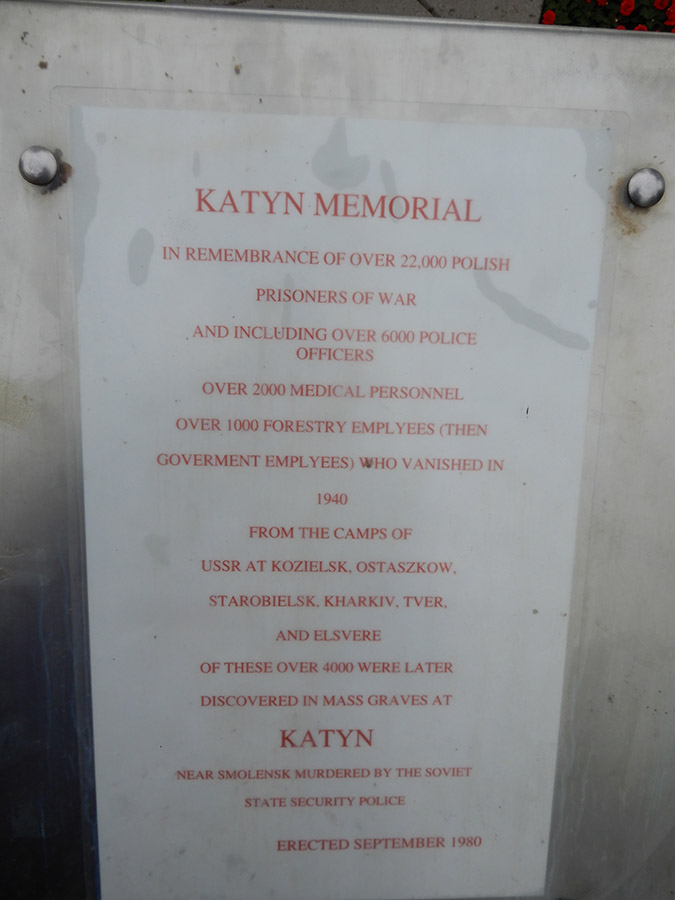 KATYN MEMORIAL
IN REMEMBRANCE OF OVER 22,000 POLISH
PRISONERS OF WAR
AND INCLUDING OVER 6000 POLICE
OFFICERS
OVER 2000 MEDICAL PERSONNEL
OVER 1000 FORESTRY EMPLYEES (THEN
GOVERMENT EMPLYEES) WHO VANISHED IN
1940
FROM THE CAMPS OF
USSR AT KOZIELSK, OSTASZKOW,
STAROBIELSK, KHARKIV, TVER,
AND ELSVERE
OF THESE OVER 4000 WERE LATER
DISCOVERED IN MASS GRAVES AT
KATYN
NEAR SMOLENSK MURDERED BY THE SOVIET
STATE SECURITY POLICE
ERECTED SEPTEMBER 1980